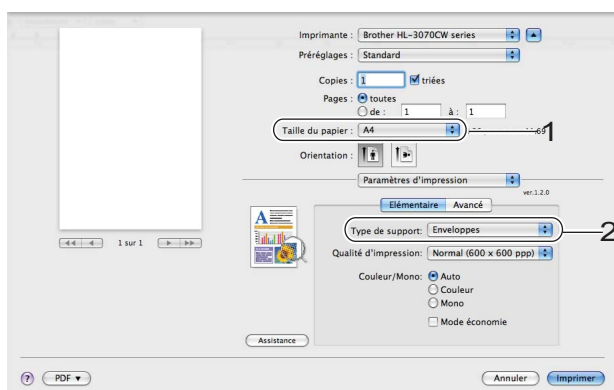 Imprimante : Brother HL-3070CW series
Préréglages : Standard
Copies : 1 triées
Pages : toutes
de : 1 à : 1
Taille du papier : A4
1
Orientation :
Paramètres d'impression
ver.1.2.0
Elémentaire Avancé
Type de support: Enveloppes
2
Qualité d'impression: Normal (600 x 600 ppp)
Couleur/Mono: Auto
Couleur
Mono
Mode économie
1 sur 1
Assistance
? PDF ▼ Annuler Imprimer